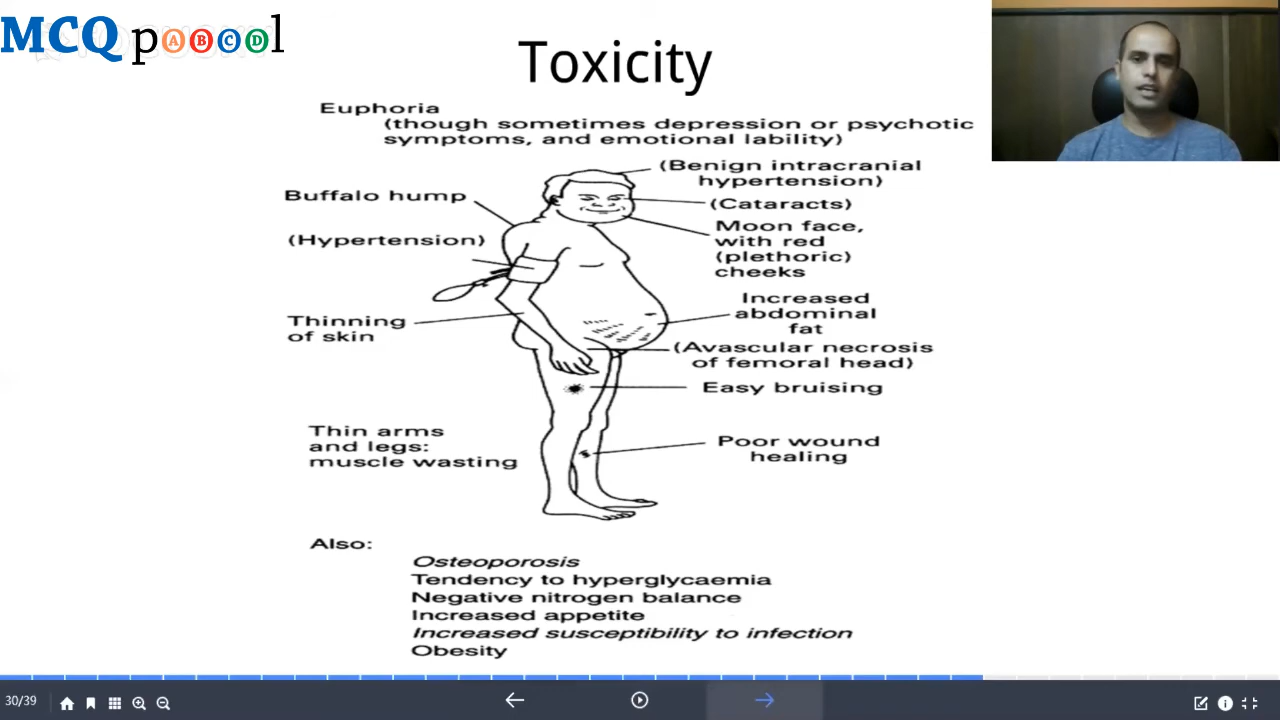 MCQ pABCDl
Toxicity
Euphoria
(though sometimes depression or psychotic
symptoms, and emotional lability)
(Benign intracranial
hypertension)
Buffalo hump
(Cataracts)
Moon face,
with red
(plethoric)
cheeks
(Hypertension)
Increased
abdominal
fat
Thinning
of skin
(Avascular necrosis
of femoral head)
Easy bruising
Thin arms
and legs:
muscle wasting
Poor wound
healing
Also:
Osteoporosis
Tendency to hyperglycaemia
Negative nitrogen balance
Increased appetite
Increased susceptibility to infection
Obesity
30/39